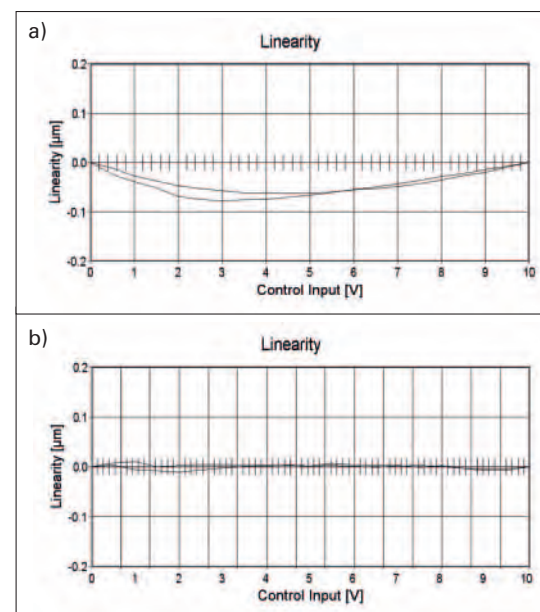 a)
Linearity
0.2
0.1
0.0
-0.1
-0.2
Linearity [µm]
0 1 2 3 4 5 6 7 8 9 10
Control Input [V]
b)
Linearity
0.2
0.1
0.0
-0.1
-0.2
Linearity [µm]
0 1 2 3 4 5 6 7 8 9 10
Control Input [V]